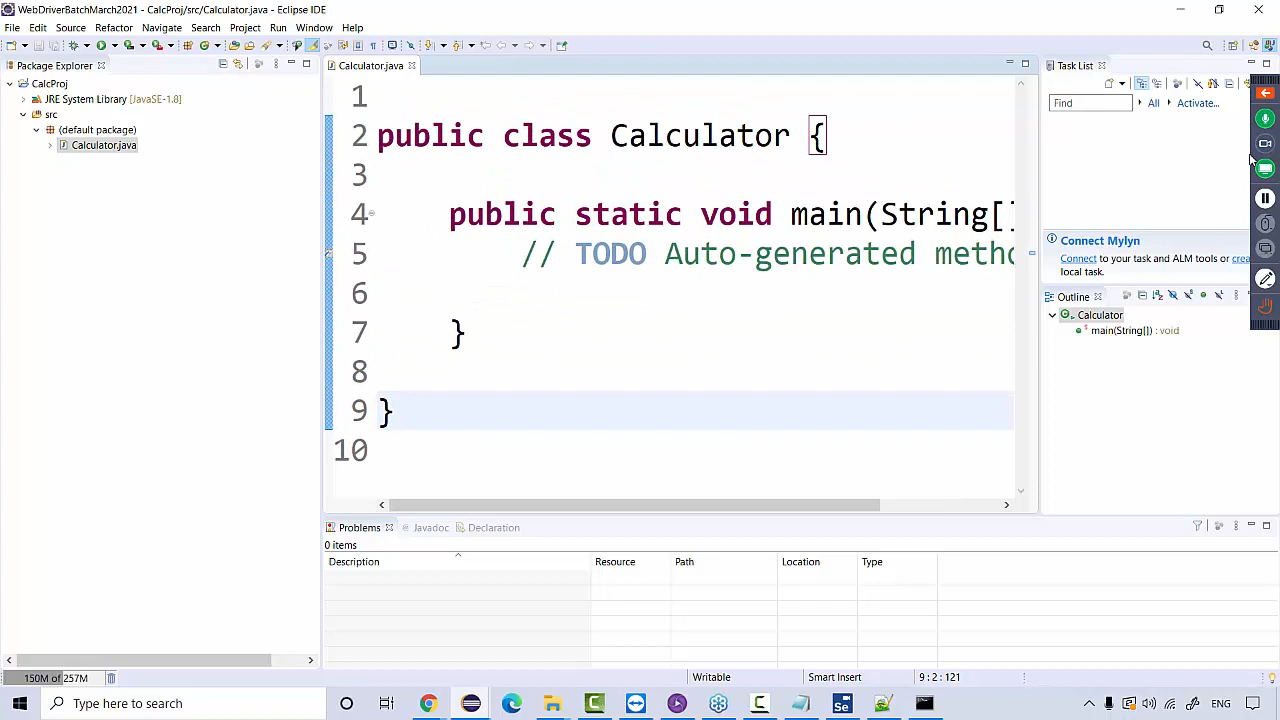 WebDriverBatchMarch2021 - CalcProj/src/Calculator.java - Eclipse IDE
File Edit Source Refactor Navigate Search Project Run Window Help
Package Explorer
CalcProj
JRE System Library [JavaSE-1.8]
src
(default package)
Calculator.java
Calculator.java
1
2 public class Calculator {
3
4 public static void main(String[]
5 // TODO Auto-generated metho
6
7 }
8
9 }
10
Task List
Find All Activate...
Connect Mylyn
Connect to your task and ALM tools or crea
local task.
Outline
Calculator
main(String[]) : void
Problems Javadoc Declaration
0 items
Description Resource Path Location Type
150M of 257M Writable Smart Insert 9 : 2 : 121
Type here to search Se ENG